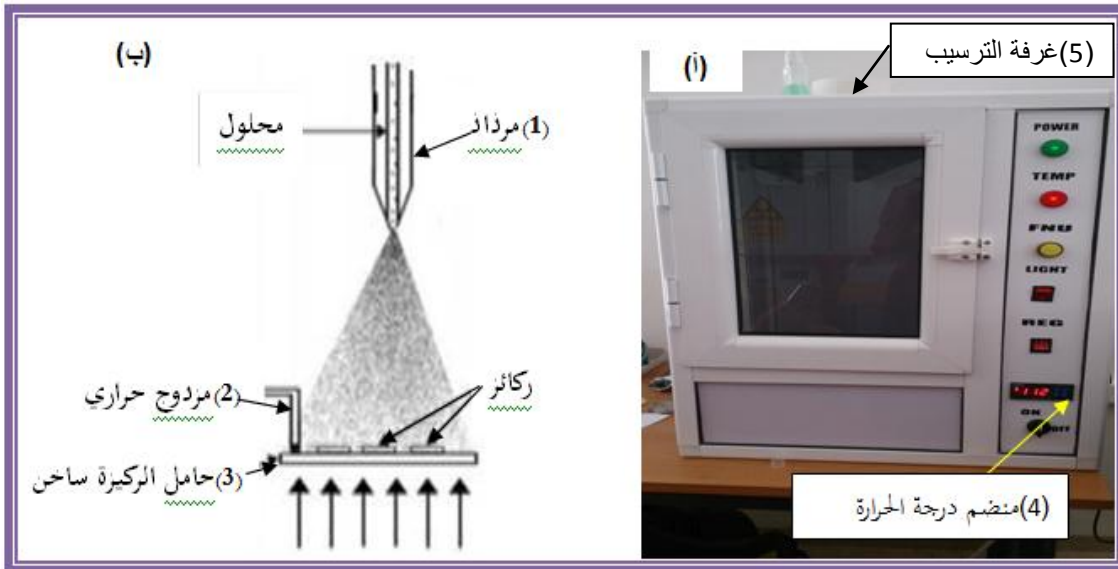 (ب)
(1)مرذاذ
محلول
ركائز
(2)مزدوج حراري
(3)حامل الركيزة ساخن
(أ)
(5)غرفة الترسيب
POWER
TEMP
FNU
LIGHT
REG
ON
OFF
(4)منضم درجة الحرارة